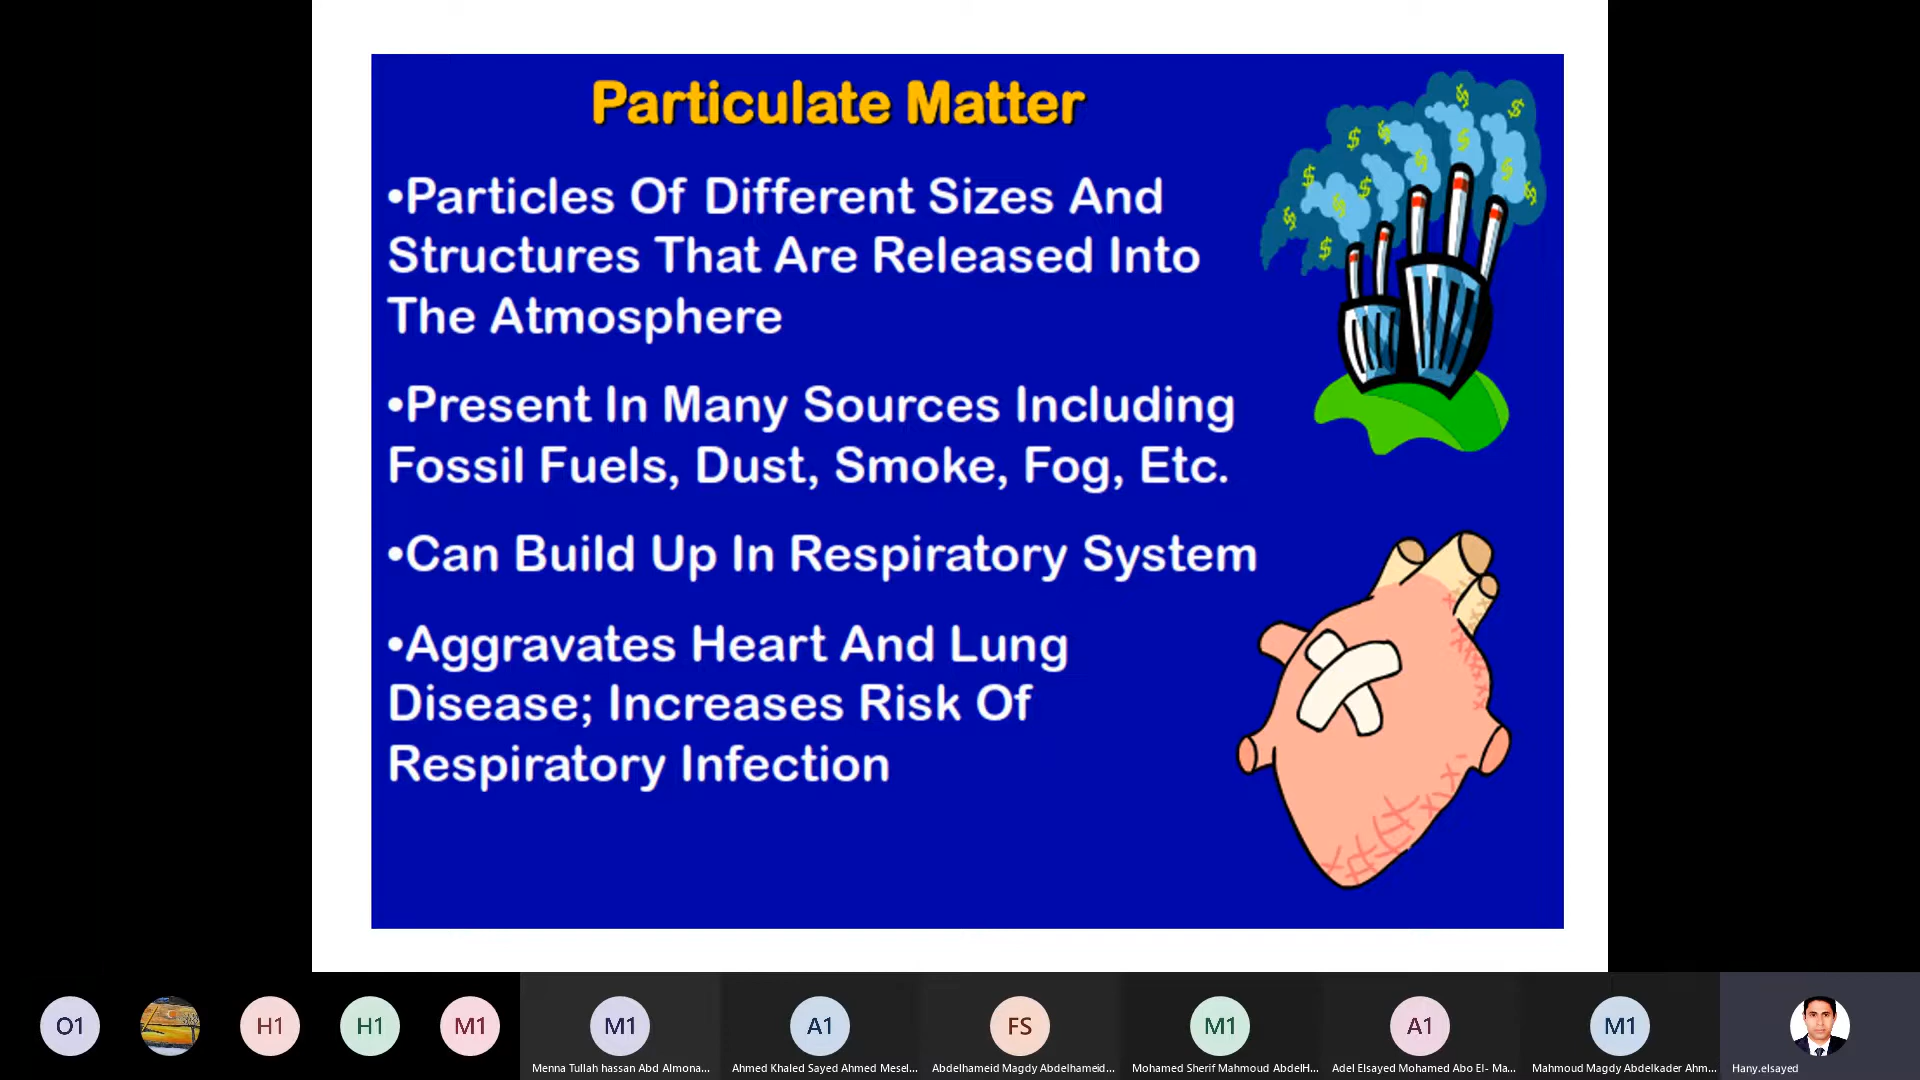 Particulate Matter
•Particles Of Different Sizes And
Structures That Are Released Into
The Atmosphere
•Present In Many Sources Including
Fossil Fuels, Dust, Smoke, Fog, Etc.
•Can Build Up In Respiratory System
•Aggravates Heart And Lung
Disease; Increases Risk Of
Respiratory Infection
$ $ $ $ $ $ $ $ $ $ $ $ $ $
O1 H1 H1 M1 M1 A1 FS M1 A1 M1
Menna Tullah hassan Abd Almona... Ahmed Khaled Sayed Ahmed Mesel... Abdelhameid Magdy Abdelhameid... Mohamed Sherif Mahmoud AbdelH... Adel Elsayed Mohamed Abo El- Ma... Mahmoud Magdy Abdelkader Ahm... Hany.elsayed